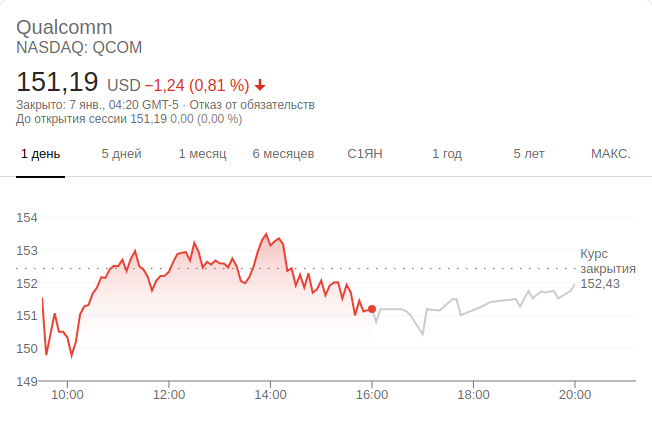 Qualcomm
NASDAQ: QCOM
151,19 USD −1,24 (0,81 %)
Закрыто: 7 янв., 04:20 GMT-5 · Отказ от обязательств
До открытия сессии 151,19 0,00 (0,00 %)
1 день 5 дней 1 месяц 6 месяцев С1ЯН 1 год 5 лет МАКС.
154
153
152
151
150
149
Курс
закрытия
152,43
10:00 12:00 14:00 16:00 18:00 20:00